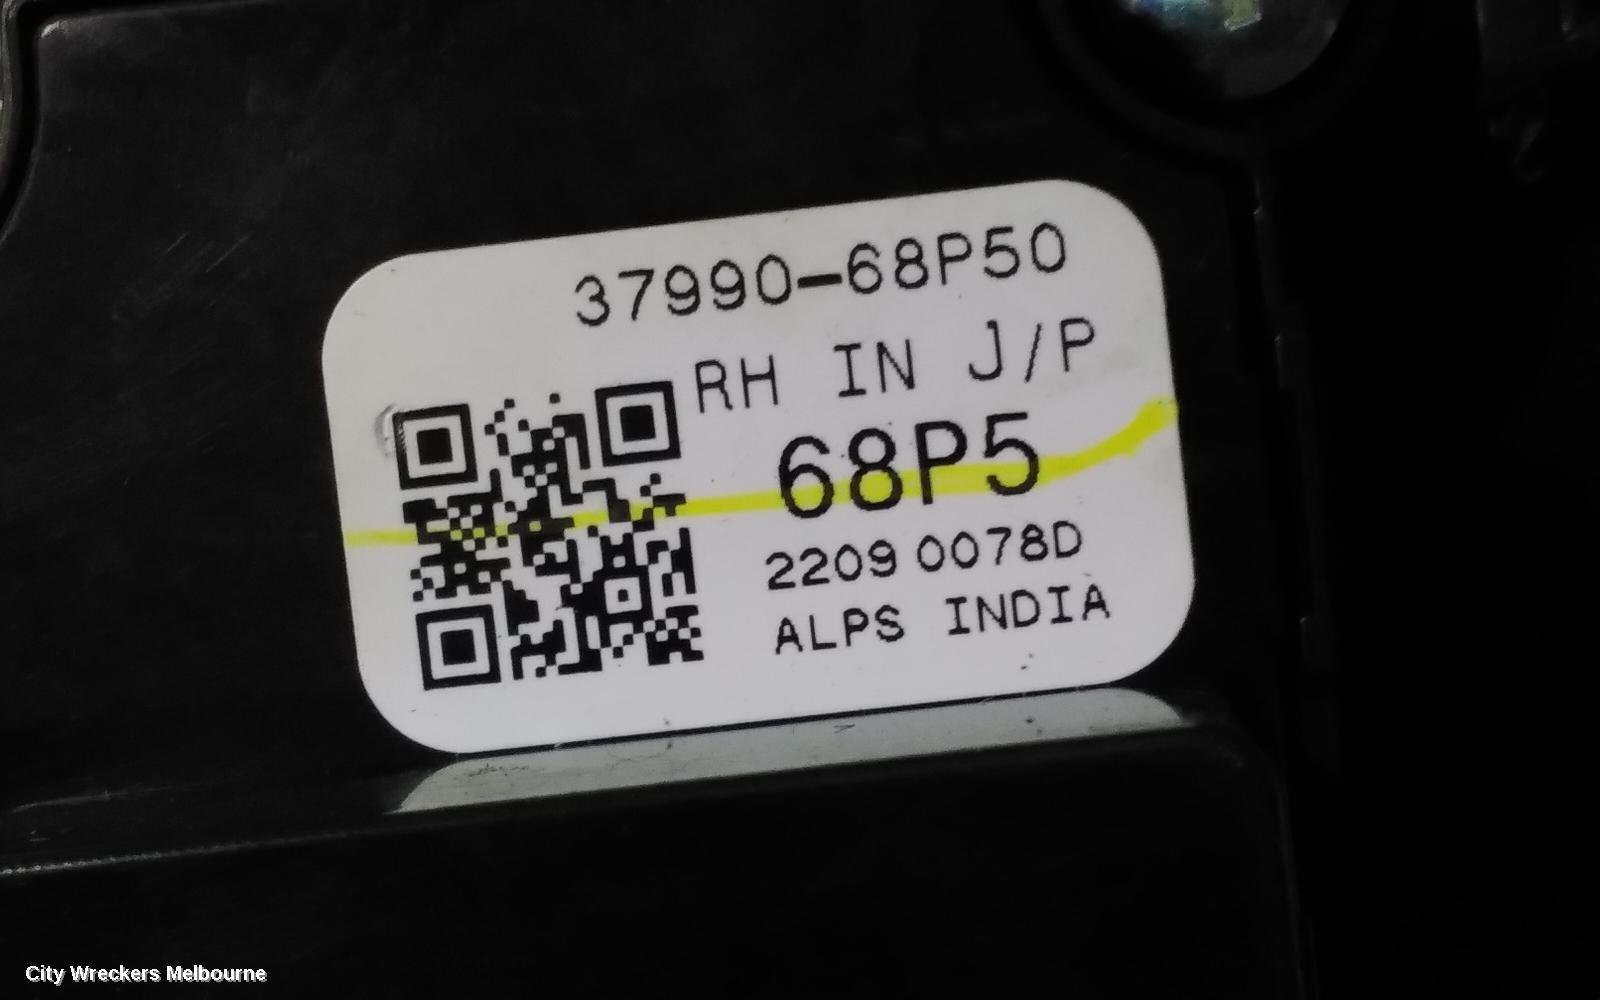 37990-68P50
RH IN J/P
68P5
2209 0078D
ALPS INDIA
City Wreckers Melbourne